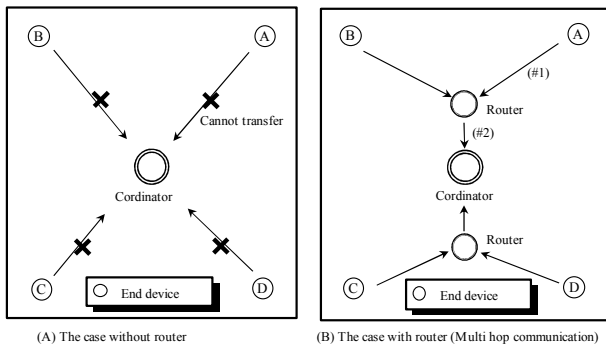 B
A
Cannot transfer
Cordinator
C
D
End device
(A) The case without router
B
A
(#1)
Router
(#2)
Cordinator
Router
C
D
End device
(B) The case with router (Multi hop communication)